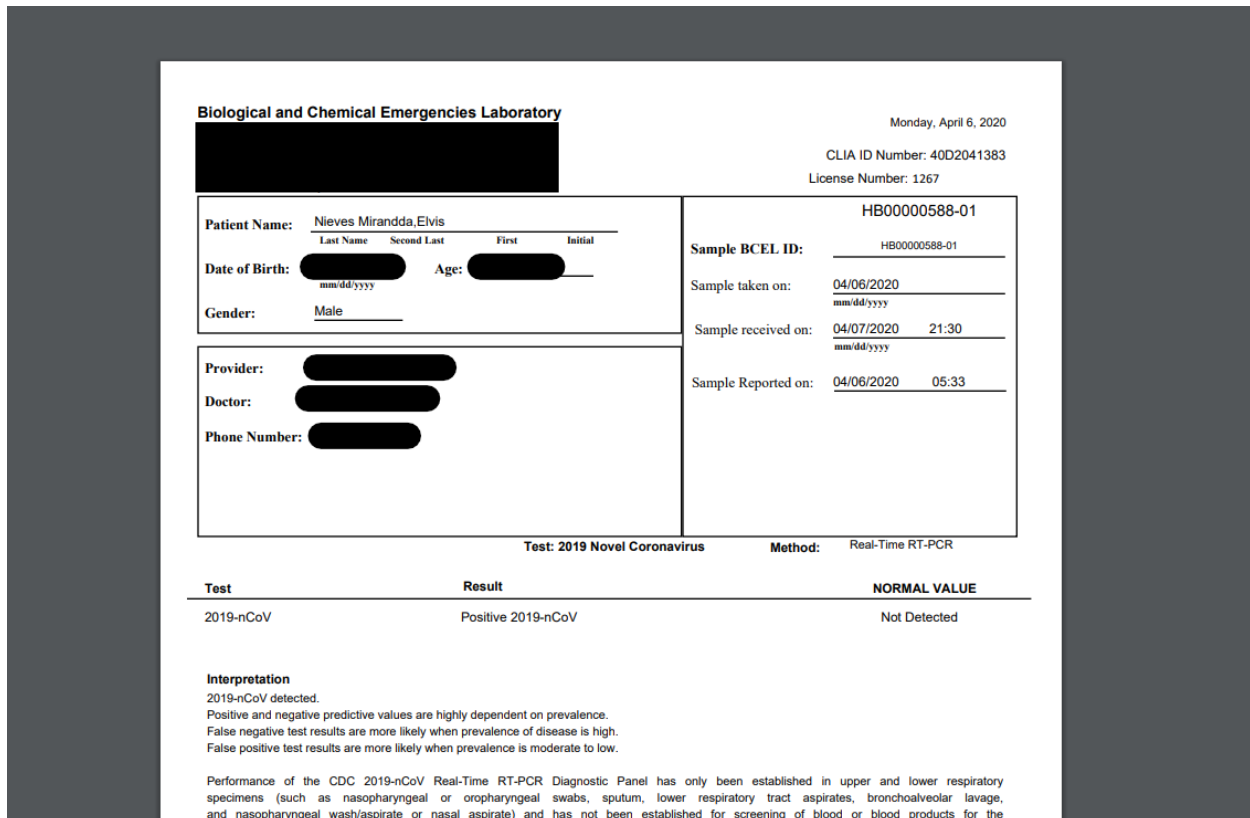 Biological and Chemical Emergencies Laboratory
Monday, April 6, 2020
CLIA ID Number: 40D2041383
License Number: 1267
Patient Name: Nieves Mirandda,Elvis
Last Name Second Last First Initial
Date of Birth: Age:
mm/dd/yyyy
Gender: Male
HB00000588-01
Sample BCEL ID: HB00000588-01
Sample taken on: 04/06/2020
mm/dd/yyyy
Sample received on: 04/07/2020 21:30
mm/dd/yyyy
Sample Reported on: 04/06/2020 05:33
Provider:
Doctor:
Phone Number:
Test: 2019 Novel Coronavirus Method: Real-Time RT-PCR
Test Result NORMAL VALUE
2019-nCoV Positive 2019-nCoV Not Detected
Interpretation
2019-nCoV detected.
Positive and negative predictive values are highly dependent on prevalence.
False negative test results are more likely when prevalence of disease is high.
False positive test results are more likely when prevalence is moderate to low.
Performance of the CDC 2019-nCoV Real-Time RT-PCR Diagnostic Panel has only been established in upper and lower respiratory
specimens (such as nasopharyngeal or oropharyngeal swabs, sputum, lower respiratory tract aspirates, bronchoalveolar lavage,
and nasopharyngeal wash/aspirate or nasal aspirate) and has not been established for screening of blood or blood products for the